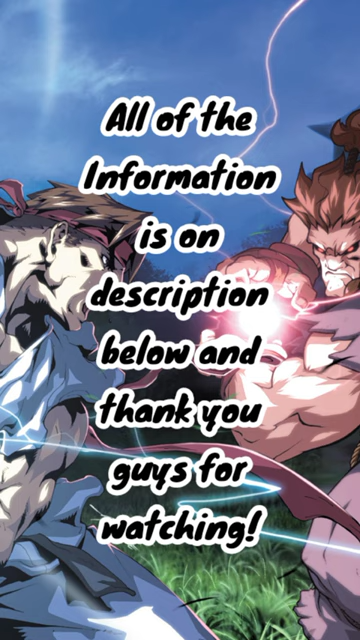 All of the
Information
is on
description
below and
thank you
guys for
watching!